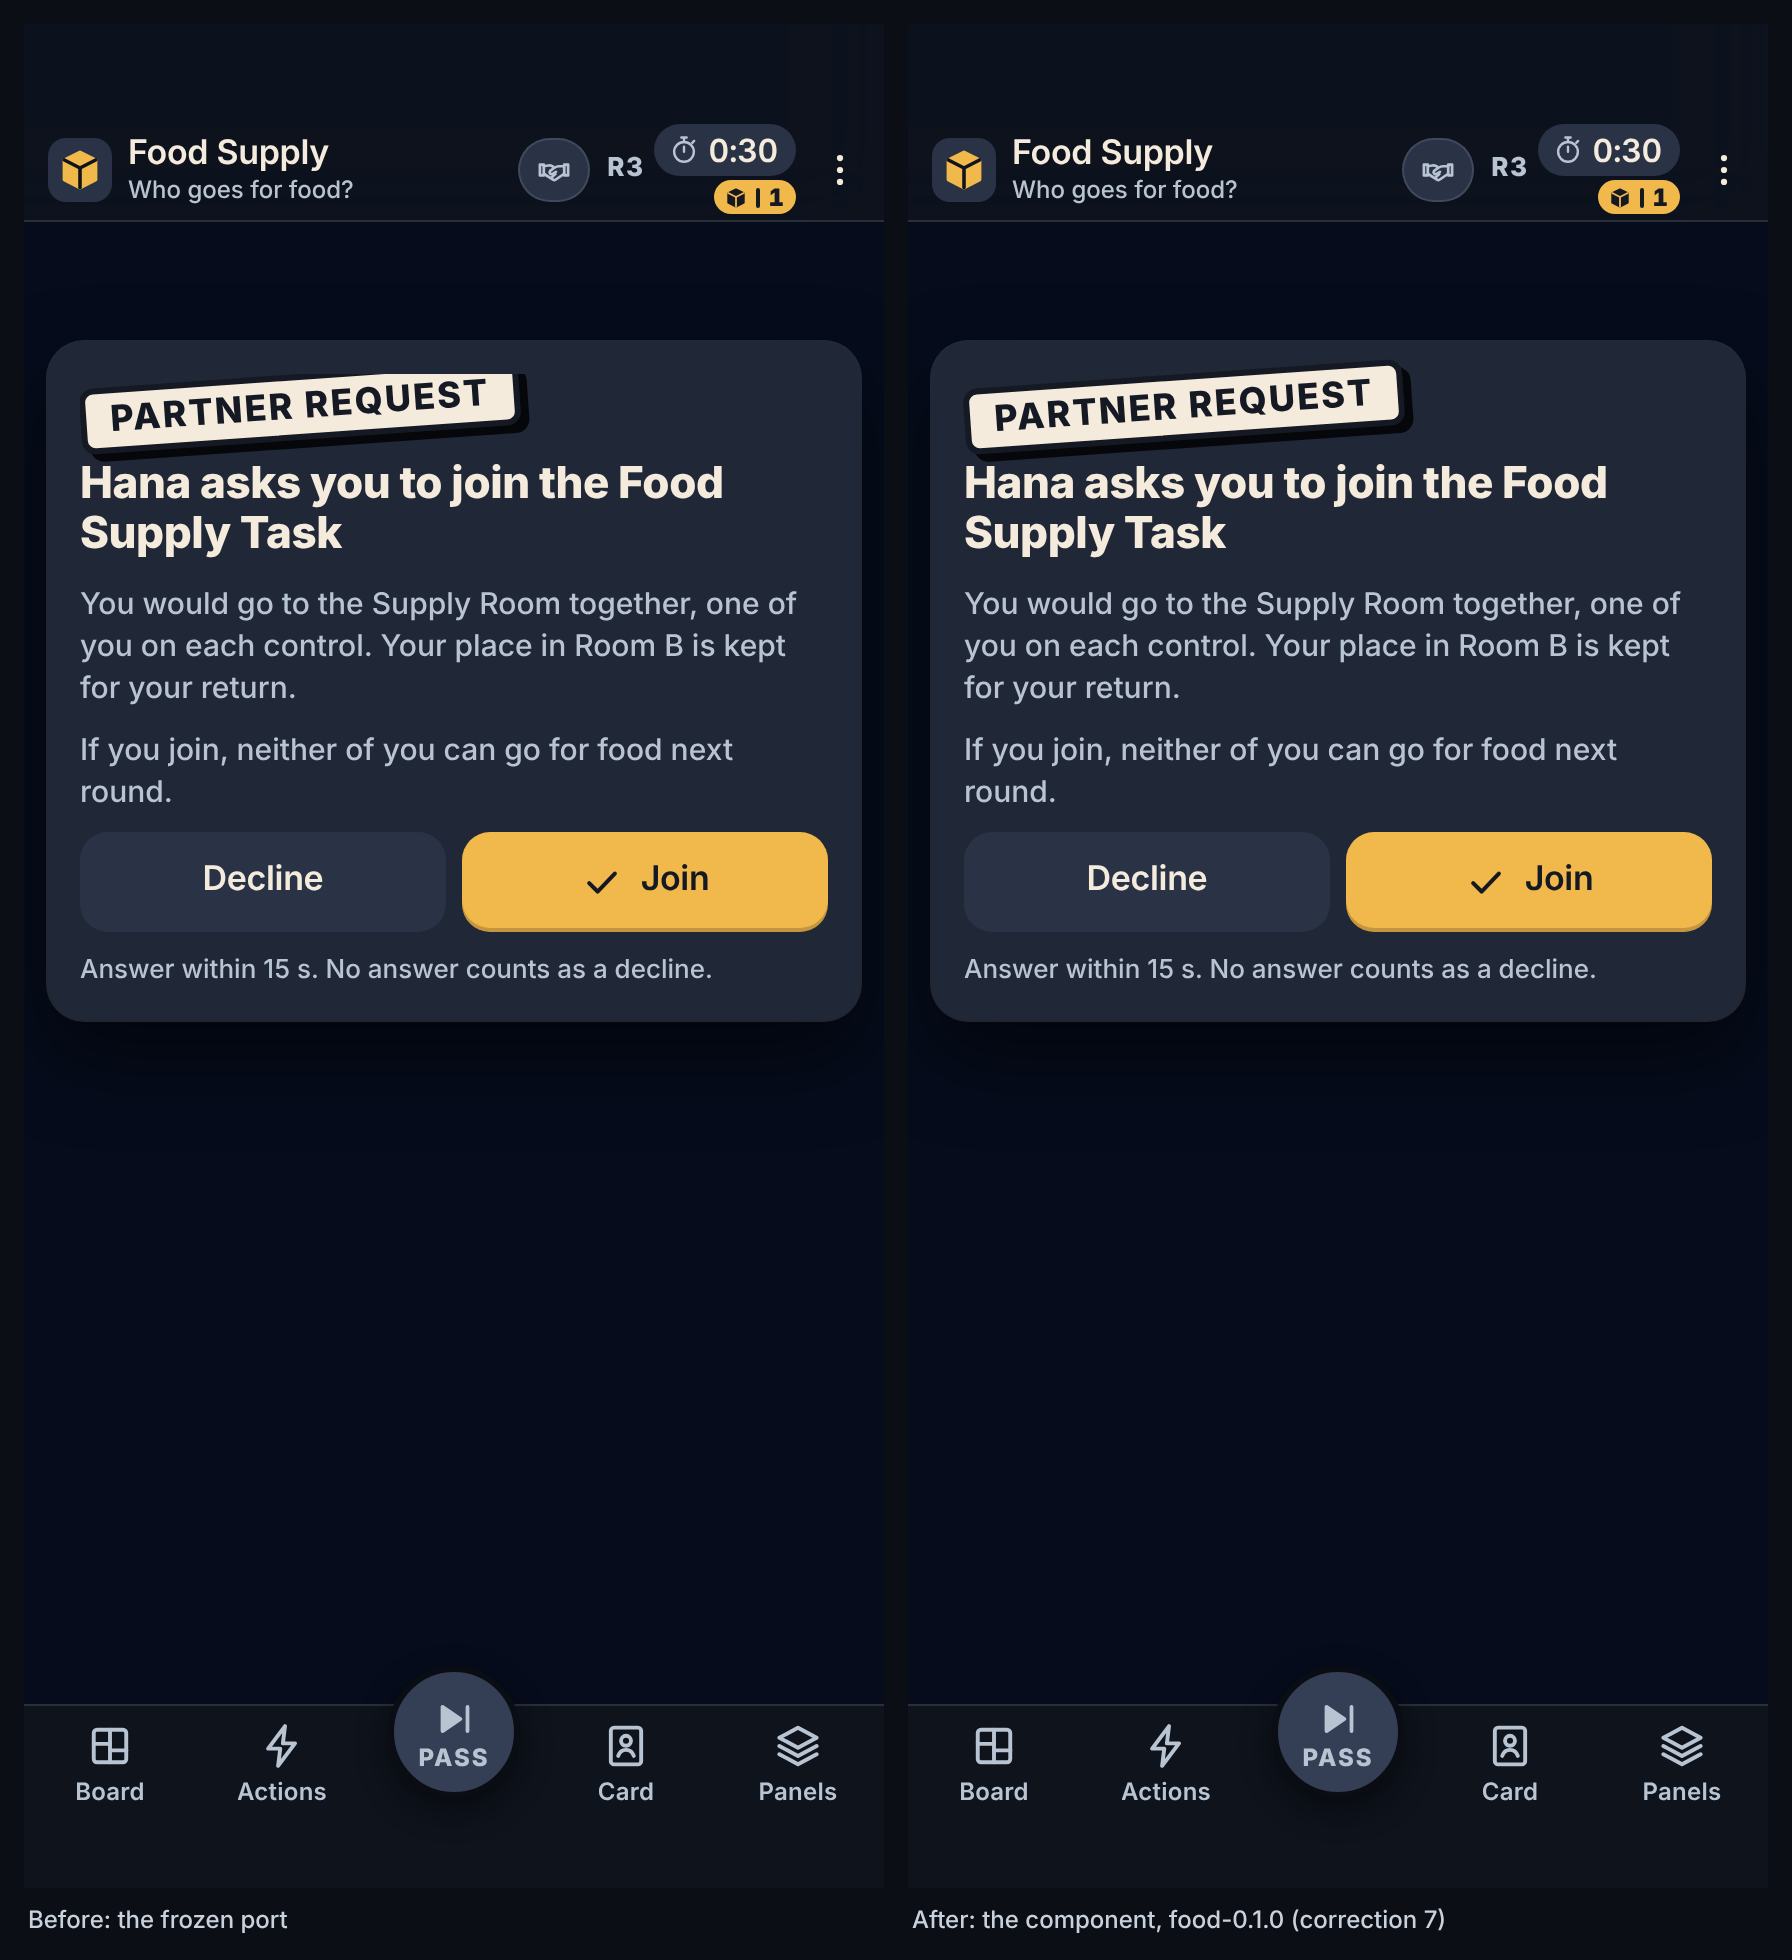 Food Supply
Who goes for food?
R3
0:30
1
PARTNER REQUEST
Hana asks you to join the Food
Supply Task
You would go to the Supply Room together, one of
you on each control. Your place in Room B is kept
for your return.
If you join, neither of you can go for food next
round.
Decline
Join
Answer within 15 s. No answer counts as a decline.
PASS
Board
Actions
Card
Panels
Before: the frozen port
Food Supply
Who goes for food?
R3
0:30
1
PARTNER REQUEST
Hana asks you to join the Food
Supply Task
You would go to the Supply Room together, one of
you on each control. Your place in Room B is kept
for your return.
If you join, neither of you can go for food next
round.
Decline
Join
Answer within 15 s. No answer counts as a decline.
PASS
Board
Actions
Card
Panels
After: the component, food-0.1.0 (correction 7)